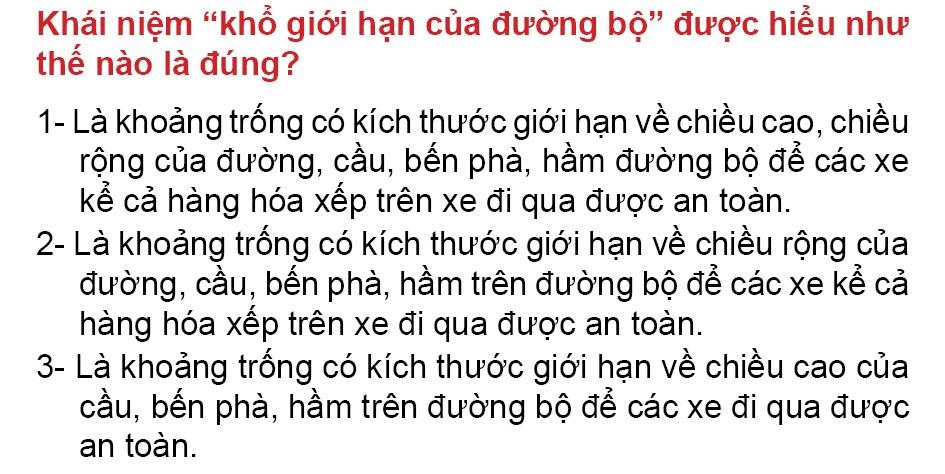 Khái niệm “khổ giới hạn của đường bộ” được hiểu như
thế nào là đúng?
1- Là khoảng trống có kích thước giới hạn về chiều cao, chiều
rộng của đường, cầu, bến phà, hầm đường bộ để các xe
kể cả hàng hóa xếp trên xe đi qua được an toàn.
2- Là khoảng trống có kích thước giới hạn về chiều rộng của
đường, cầu, bến phà, hầm trên đường bộ để các xe kể cả
hàng hóa xếp trên xe đi qua được an toàn.
3- Là khoảng trống có kích thước giới hạn về chiều cao của
cầu, bến phà, hầm trên đường bộ để các xe đi qua được
an toàn.